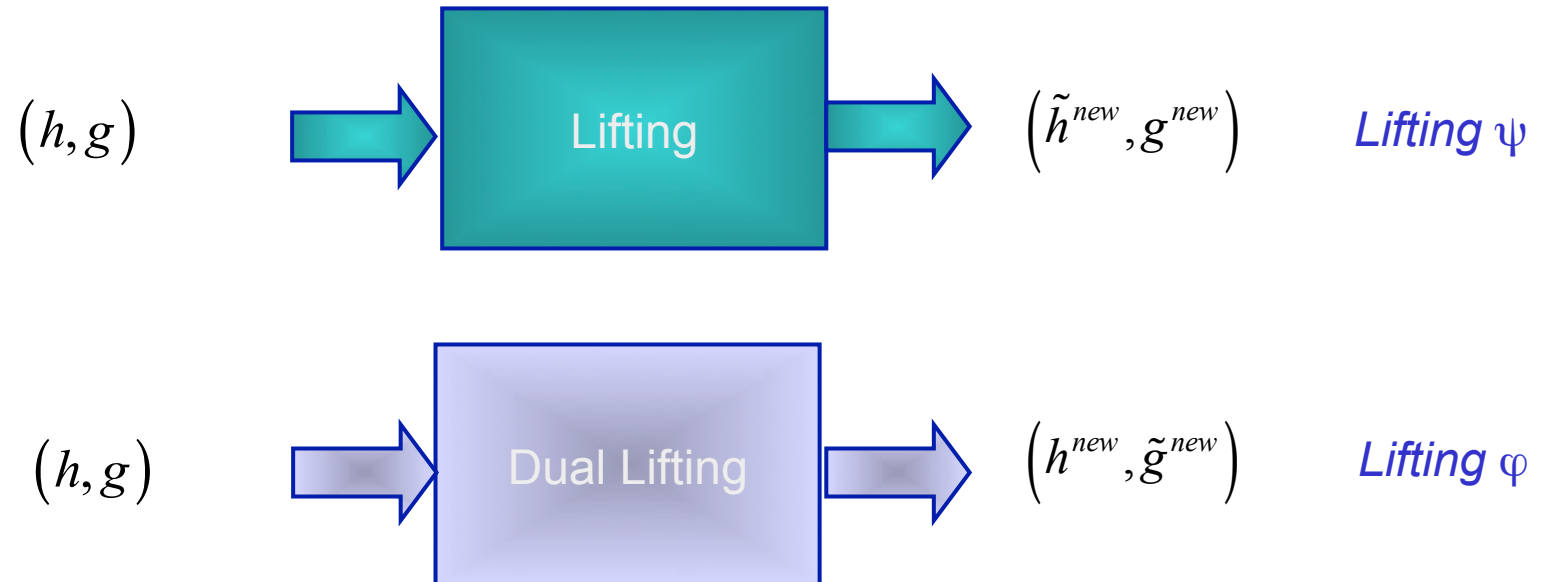 (h, g) Lifting (h̃^new, g^new) Lifting ψ
(h, g) Dual Lifting (h^new, g̃^new) Lifting φ